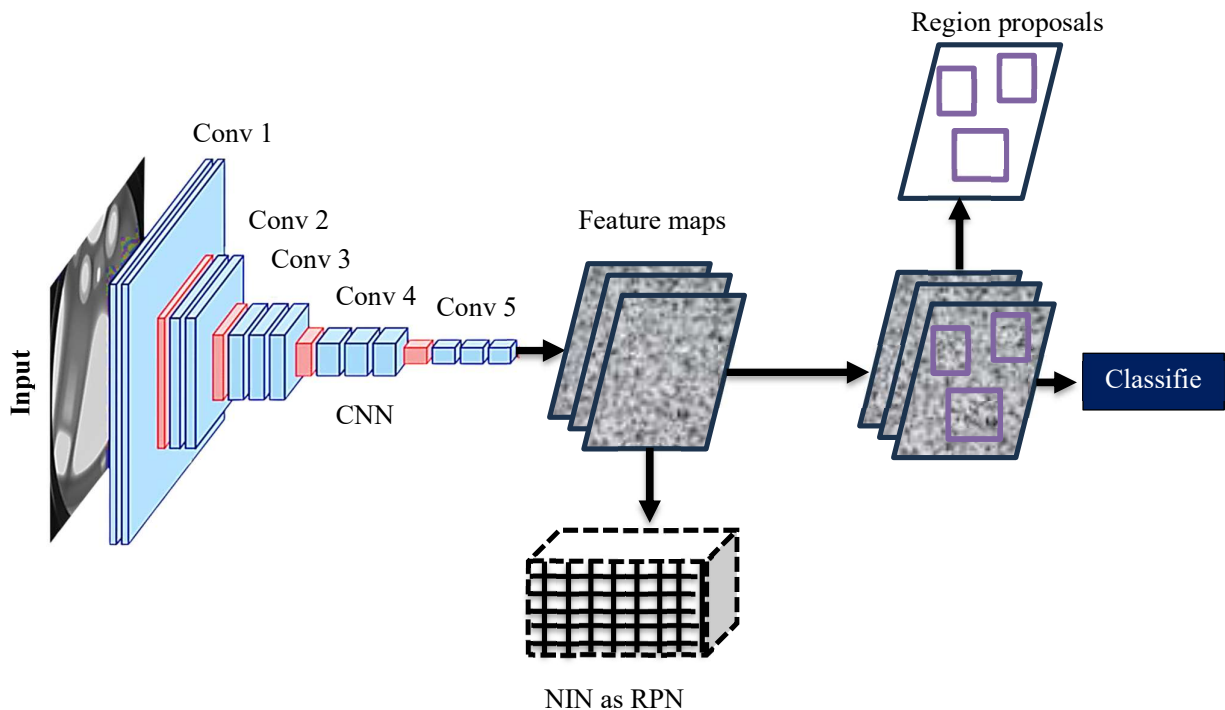 Region proposals
Conv 1
Conv 2
Feature maps
Conv 3
Conv 4
Conv 5
Input
Classifie
CNN
NIN as RPN